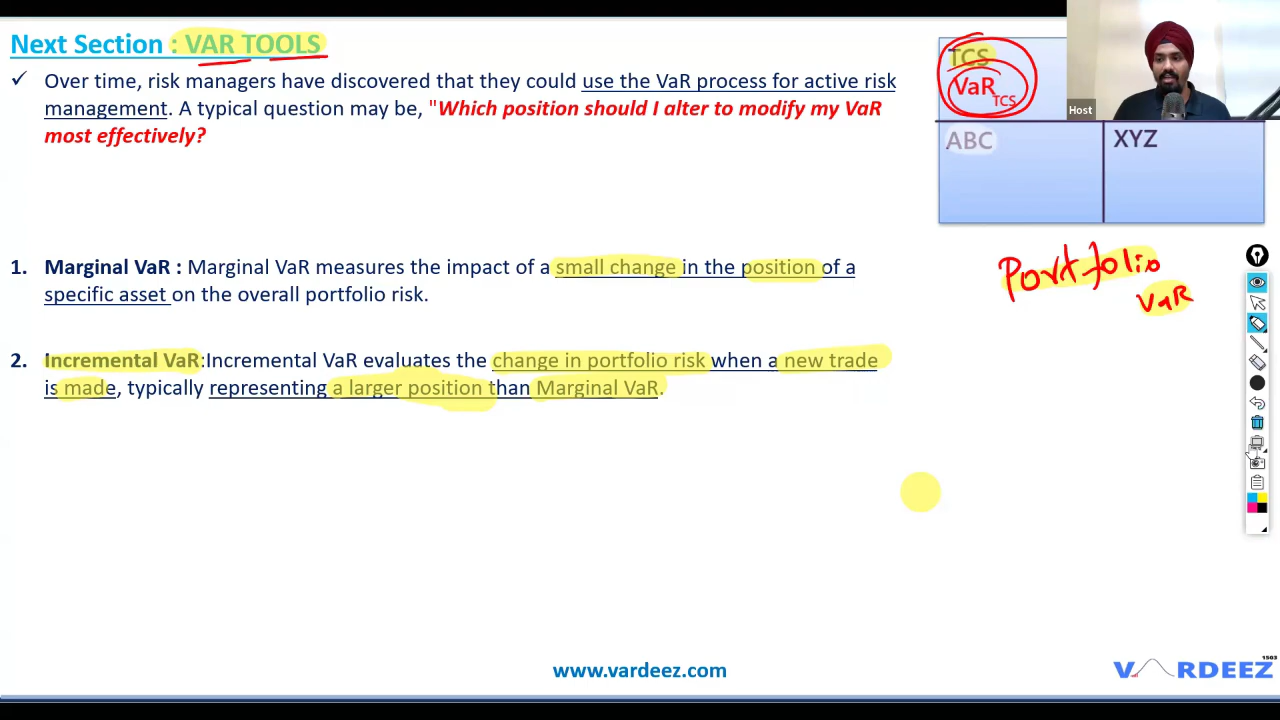 Next Section : VAR TOOLS
✓ Over time, risk managers have discovered that they could use the VaR process for active risk
management. A typical question may be, "Which position should I alter to modify my VaR
most effectively?
TCS
VaR TCS
Host
ABC
XYZ
Portfolio
VaR
1. Marginal VaR : Marginal VaR measures the impact of a small change in the position of a
specific asset on the overall portfolio risk.
2. Incremental VaR:Incremental VaR evaluates the change in portfolio risk when a new trade
is made, typically representing a larger position than Marginal VaR.
www.vardeez.com
VARDEEZ
1503